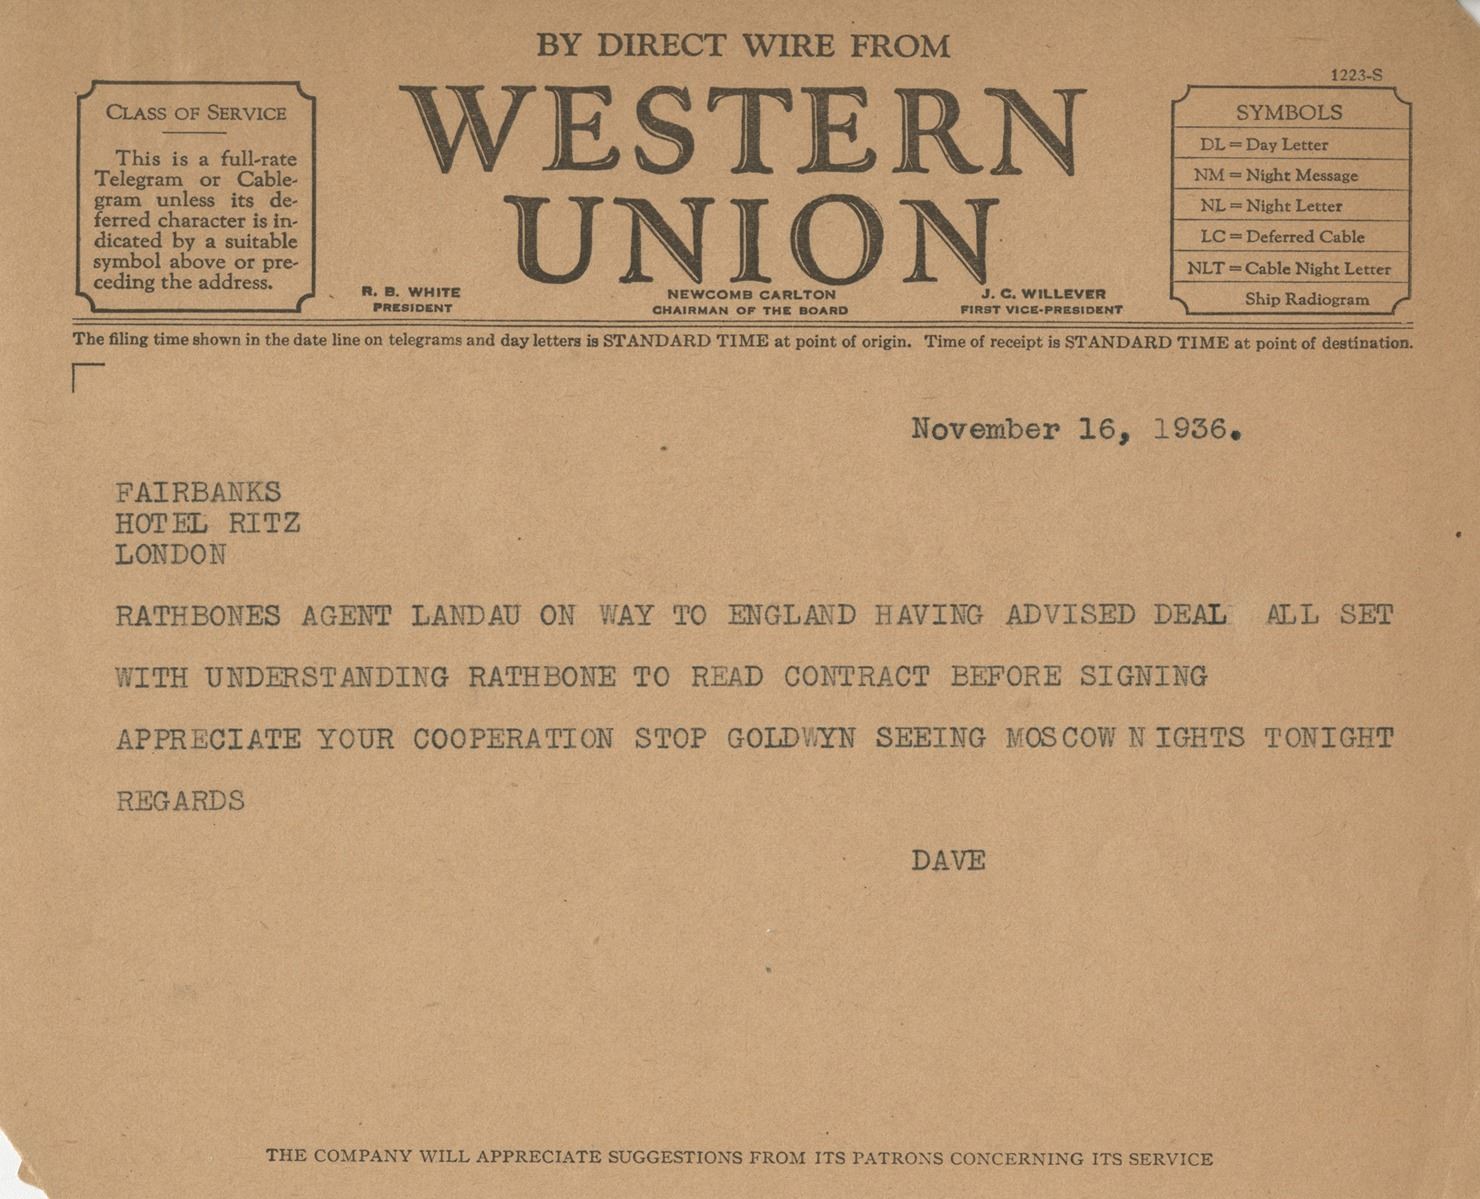 BY DIRECT WIRE FROM
1223-S
WESTERN
UNION
CLASS OF SERVICE
This is a full-rate
Telegram or Cable-
gram unless its de-
ferred character is in-
dicated by a suitable
symbol above or pre-
ceding the address.
SYMBOLS
DL = Day Letter
NM = Night Message
NL = Night Letter
LC = Deferred Cable
NLT = Cable Night Letter
Ship Radiogram
R. B. WHITE
PRESIDENT
NEWCOMB CARLTON
CHAIRMAN OF THE BOARD
J. C. WILLEVER
FIRST VICE-PRESIDENT
The filing time shown in the date line on telegrams and day letters is STANDARD TIME at point of origin. Time of receipt is STANDARD TIME at point of destination.
November 16, 1936.
FAIRBANKS
HOTEL RITZ
LONDON
RATHBONES AGENT LANDAU ON WAY TO ENGLAND HAVING ADVISED DEAL ALL SET
WITH UNDERSTANDING RATHBONE TO READ CONTRACT BEFORE SIGNING
APPRECIATE YOUR COOPERATION STOP GOLDWYN SEEING MOSCOW N IGHTS TONIGHT
REGARDS
DAVE
THE COMPANY WILL APPRECIATE SUGGESTIONS FROM ITS PATRONS CONCERNING ITS SERVICE